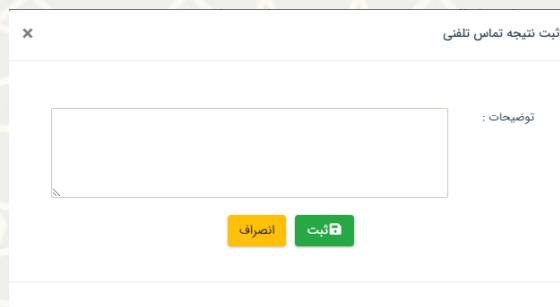 ثبت نتیجه تماس تلفنی ×
توضیحات :
ثبت انصراف